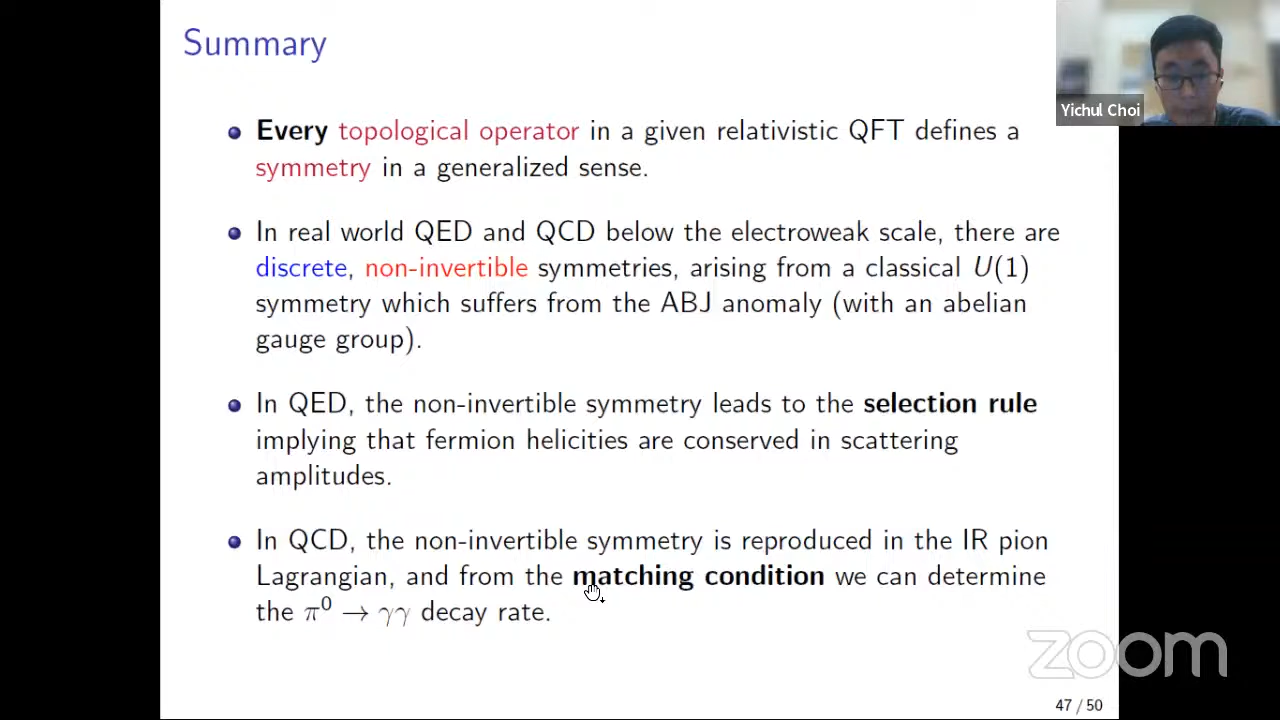 Summary
Yichul Choi
Every topological operator in a given relativistic QFT defines a
symmetry in a generalized sense.
In real world QED and QCD below the electroweak scale, there are
discrete, non-invertible symmetries, arising from a classical U(1)
symmetry which suffers from the ABJ anomaly (with an abelian
gauge group).
In QED, the non-invertible symmetry leads to the selection rule
implying that fermion helicities are conserved in scattering
amplitudes.
In QCD, the non-invertible symmetry is reproduced in the IR pion
Lagrangian, and from the matching condition we can determine
the π⁰ → γγ decay rate.
zoom
47 / 50